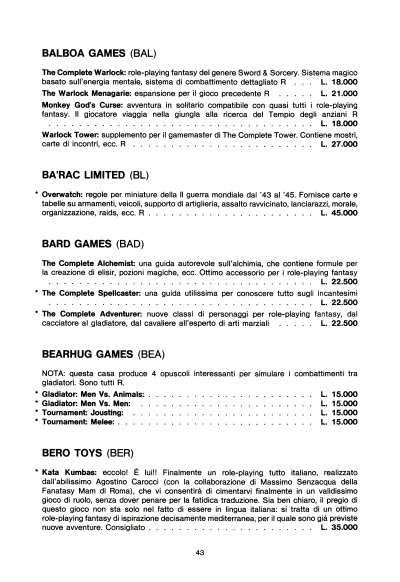 BALBOA GAMES (BAL)
The Complete Warlock: role-playing fantasy del genere Sword & Sorcery. Sistema magico
basato sull'energia mentale, sistema di combattimento dettagliato R . . . L. 18.000
The Warlock Menagarie: espansione per il gioco precedente R . . . . . L. 21.000
Monkey God's Curse: avventura in solitario compatibile con quasi tutti i role-playing
fantasy. Il giocatore viaggia nella giungla alla ricerca del Tempio degli anziani R
. . . . . . . . . . . . . . . . . . . . . . . . . . . . . . . . . . . . . L. 18.000
Warlock Tower: supplemento per il gamemaster di The Complete Tower. Contiene mostri,
carte di incontri, ecc. R . . . . . . . . . . . . . . . . . . . . . . . . . L. 27.000
BA'RAC LIMITED (BL)
* Overwatch: regole per miniature della II guerra mondiale dal '43 al '45. Fornisce carte e
tabelle su armamenti, veicoli, supporto di artiglieria, assalto ravvicinato, lanciarazzi, morale,
organizzazione, raids, ecc. R . . . . . . . . . . . . . . . . . . . . . . . L. 45.000
BARD GAMES (BAD)
The Complete Alchemist: una guida autorevole sull'alchimia, che contiene formule per
la creazione di elisir, pozioni magiche, ecc. Ottimo accessorio per i role-playing fantasy
. . . . . . . . . . . . . . . . . . . . . . . . . . . . . . . . . . . . . L. 22.500
* The Complete Spellcaster: una guida utilissima per conoscere tutto sugli incantesimi
. . . . . . . . . . . . . . . . . . . . . . . . . . . . . . . . . . . . . L. 22.500
* The Complete Adventurer: nuove classi di personaggi per role-playing fantasy, dal
cacciatore al gladiatore, dal cavaliere all'esperto di arti marziali . . . . . L. 22.500
BEARHUG GAMES (BEA)
NOTA: questa casa produce 4 opuscoli interessanti per simulare i combattimenti tra
gladiatori. Sono tutti R.
* Gladiator: Men Vs. Animals: . . . . . . . . . . . . . . . . . . . . . . . L. 15.000
* Gladiator: Men Vs. Men: . . . . . . . . . . . . . . . . . . . . . . . . . L. 15.000
* Tournament: Jousting: . . . . . . . . . . . . . . . . . . . . . . . . . . L. 15.000
* Tournament: Melee: . . . . . . . . . . . . . . . . . . . . . . . . . . . L. 15.000
BERO TOYS (BER)
* Kata Kumbas: eccolo! È lui!! Finalmente un role-playing tutto italiano, realizzato
dall'abilissimo Agostino Carocci (con la collaborazione di Massimo Senzacqua della
Fanatasy Mam di Roma), che vi consentirà di cimentarvi finalmente in un validissimo
gioco di ruolo, senza dover penare per la fatidica traduzione. Sia ben chiaro, il pregio di
questo gioco non sta solo nel fatto di essere in lingua italiana: si tratta di un ottimo
role-playing fantasy di ispirazione decisamente mediterranea, per il quale sono già previste
nuove avventure. Consigliato . . . . . . . . . . . . . . . . . . . . . . . L. 35.000
43